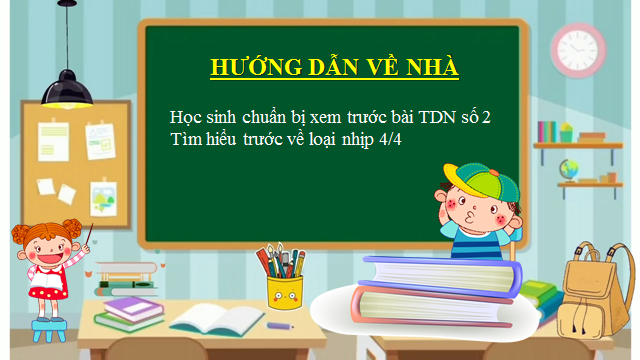 HƯỚNG DẪN VỀ NHÀ
Học sinh chuẩn bị xem trước bài TDN số 2
Tìm hiểu trước về loại nhịp 4/4